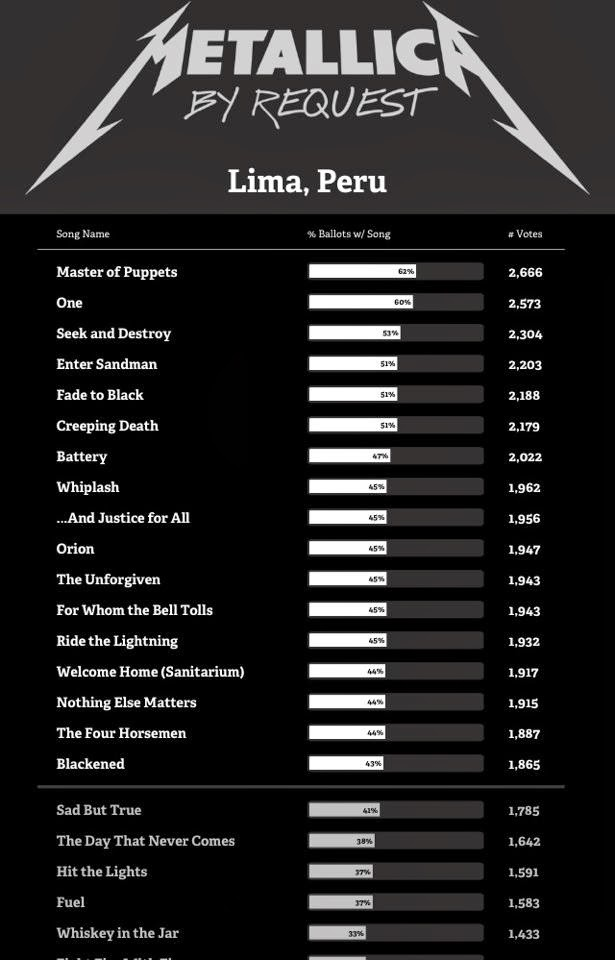 METALLICA
BY REQUEST
Lima, Peru
Song Name % Ballots w/ Song # Votes
Master of Puppets 62% 2,666
One 60% 2,573
Seek and Destroy 53% 2,304
Enter Sandman 51% 2,203
Fade to Black 51% 2,188
Creeping Death 51% 2,179
Battery 47% 2,022
Whiplash 45% 1,962
...And Justice for All 45% 1,956
Orion 45% 1,947
The Unforgiven 45% 1,943
For Whom the Bell Tolls 45% 1,943
Ride the Lightning 45% 1,932
Welcome Home (Sanitarium) 44% 1,917
Nothing Else Matters 44% 1,915
The Four Horsemen 44% 1,887
Blackened 43% 1,865
Sad But True 41% 1,785
The Day That Never Comes 38% 1,642
Hit the Lights 37% 1,591
Fuel 37% 1,583
Whiskey in the Jar 33% 1,433